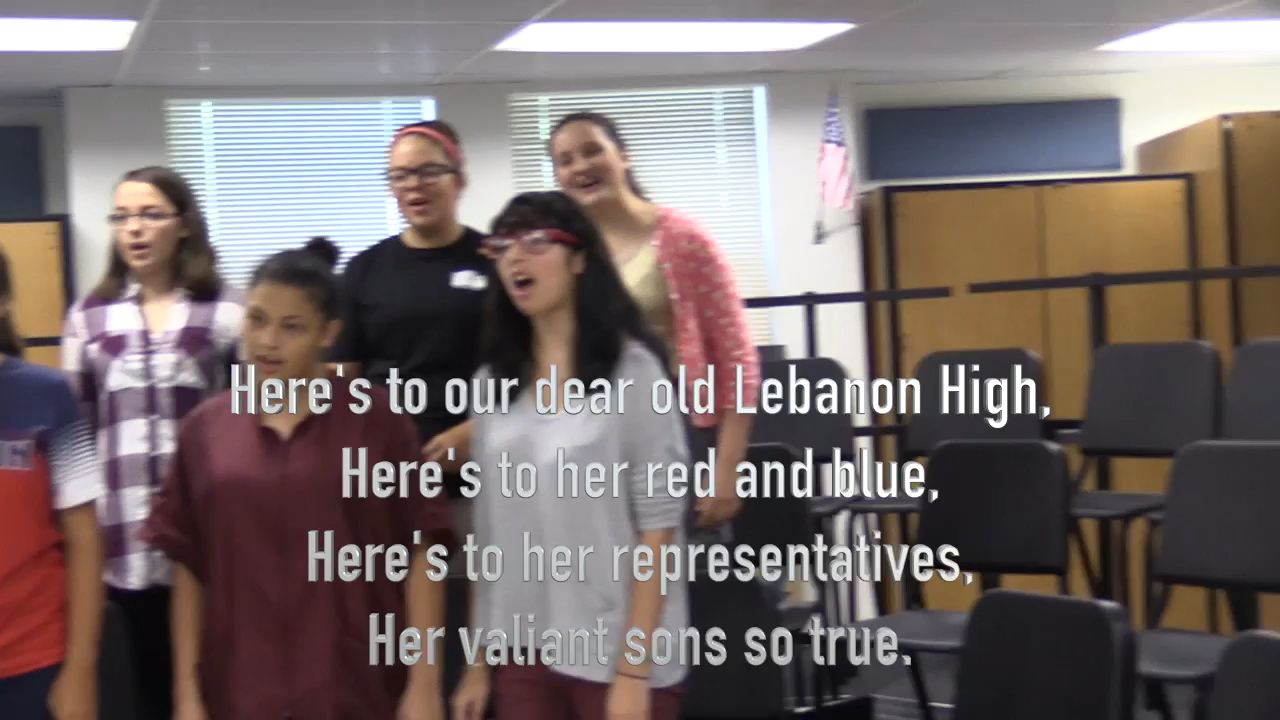 Here's to our dear old Lebanon High,
Here's to her red and blue,
Here's to her representatives,
Her valiant sons so true.